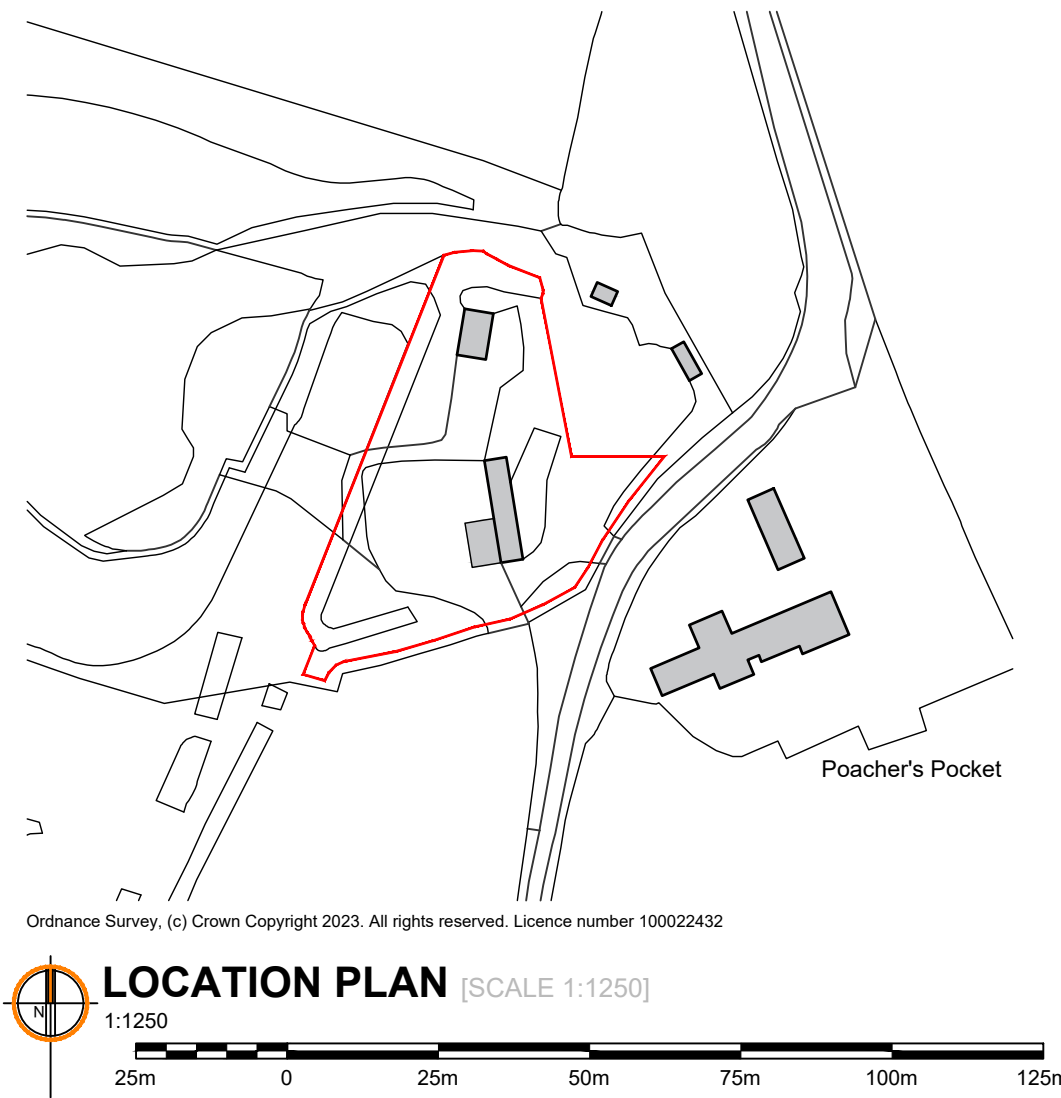 Poacher's Pocket
Ordnance Survey, (c) Crown Copyright 2023. All rights reserved. Licence number 100022432
N
LOCATION PLAN [SCALE 1:1250]
1:1250
25m 0 25m 50m 75m 100m 125m